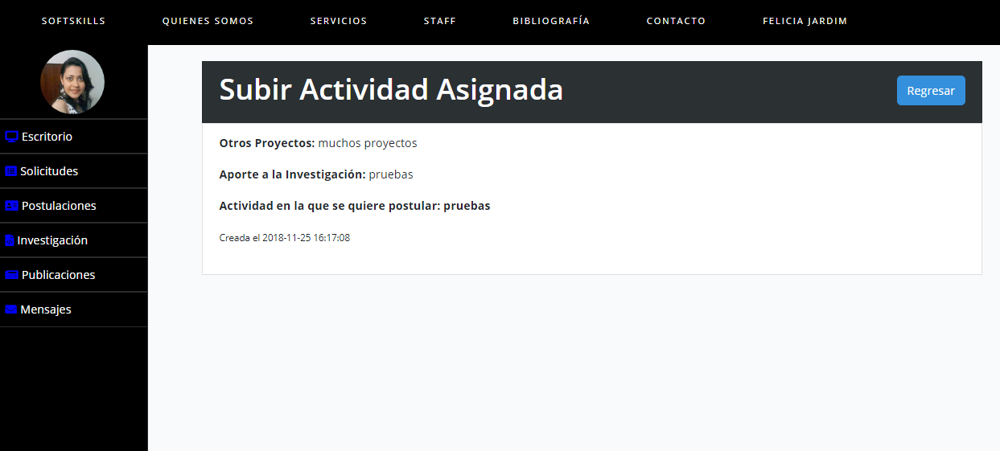 SOFTSKILLS QUIENES SOMOS SERVICIOS STAFF BIBLIOGRAFÍA CONTACTO FELICIA JARDIM
Escritorio
Solicitudes
Postulaciones
Investigación
Publicaciones
Mensajes
Subir Actividad Asignada
Regresar
Otros Proyectos: muchos proyectos
Aporte a la Investigación: pruebas
Actividad en la que se quiere postular: pruebas
Creada el 2018-11-25 16:17:08